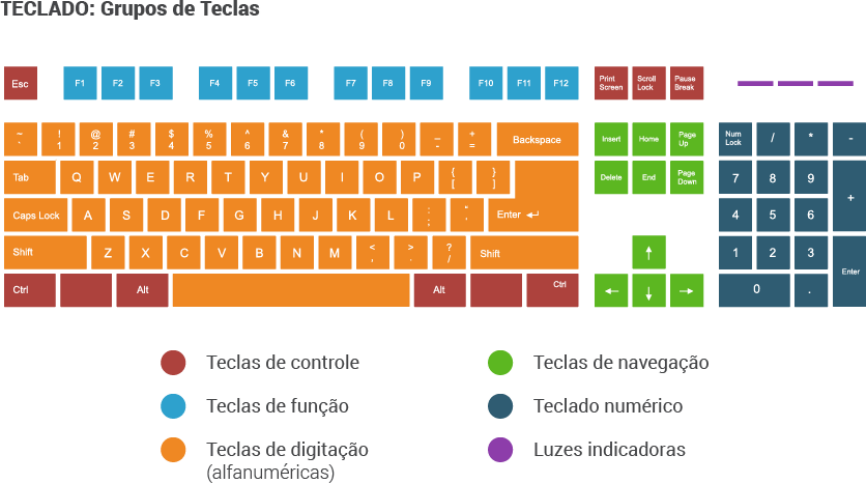 TECLADO: Grupos de Teclas
Esc F1 F2 F3 F4 F5 F6 F7 F8 F9 F10 F11 F12 Print Screen Scroll Lock Pause Break
~ ` ! 1 @ 2 # 3 $ 4 % 5 ^ 6 & 7 * 8 ( 9 ) 0 _ - + = Backspace Insert Home Page Up Num Lock / * -
Tab Q W E R T Y U I O P { [ } ] Delete End Page Down 7 8 9 +
Caps Lock A S D F G H J K L : ; " ' Enter ↵ 4 5 6
Shift Z X C V B N M < , > . ? / Shift ↑ 1 2 3 Enter
Ctrl Alt Alt Ctrl ← ↓ → 0 .
Teclas de controle
Teclas de função
Teclas de digitação
(alfanuméricas)
Teclas de navegação
Teclado numérico
Luzes indicadoras